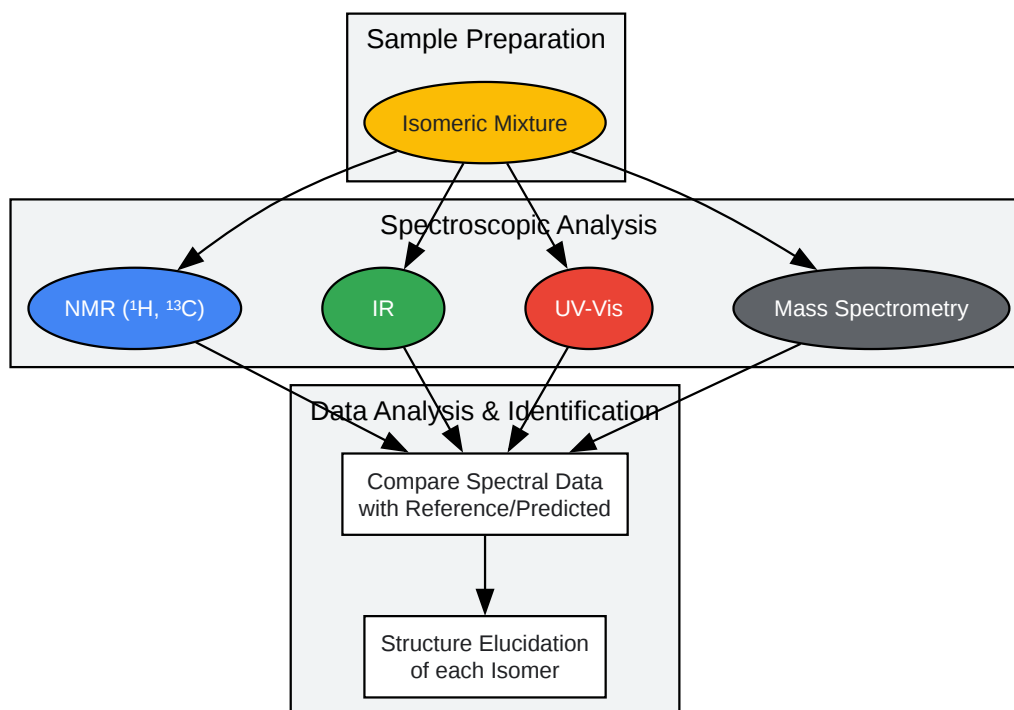 Sample Preparation
Isomeric Mixture
Spectroscopic Analysis
NMR (¹H, ¹³C)
IR
UV-Vis
Mass Spectrometry
Data Analysis & Identification
Compare Spectral Data
with Reference/Predicted
Structure Elucidation
of each Isomer